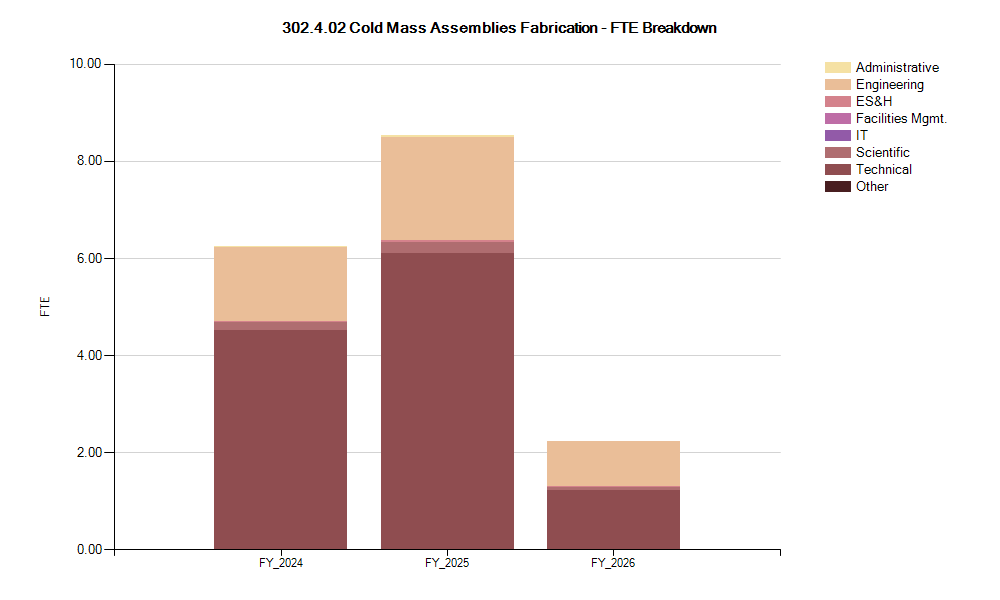 302.4.02 Cold Mass Assemblies Fabrication - FTE Breakdown
10.00
8.00
6.00
4.00
2.00
0.00
FTE
FY_2024
FY_2025
FY_2026
Administrative
Engineering
ES&H
Facilities Mgmt.
IT
Scientific
Technical
Other